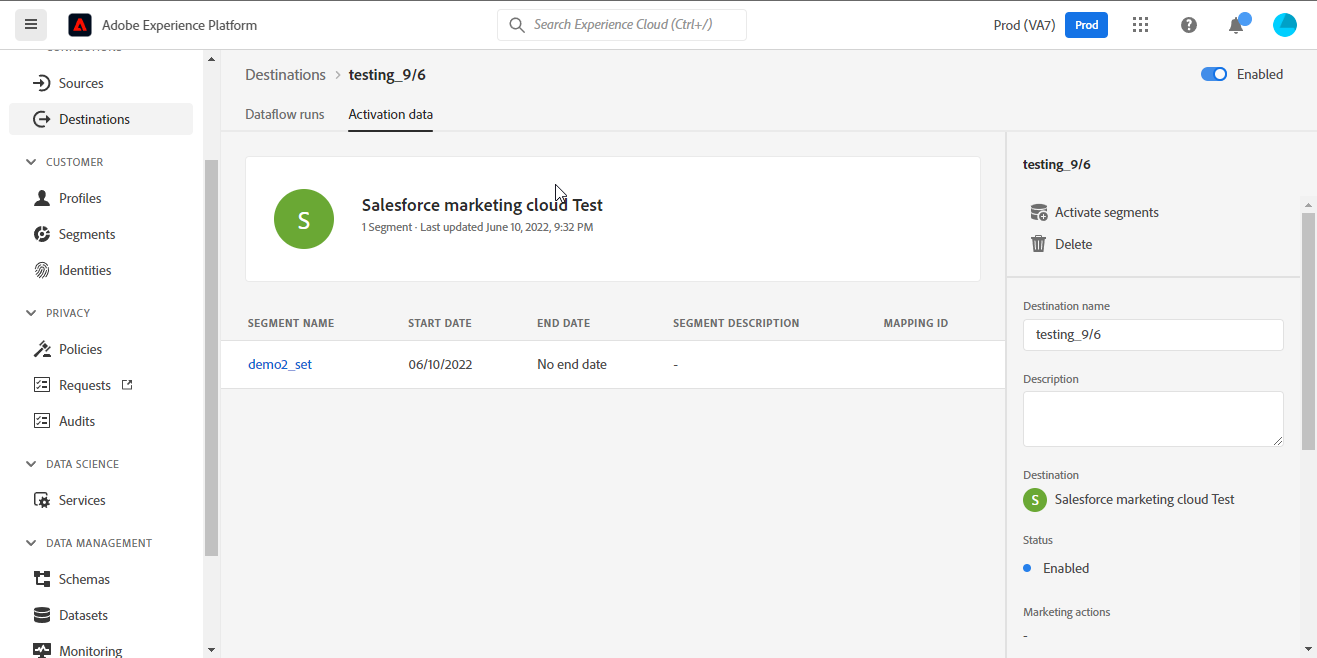 Adobe Experience Platform
Search Experience Cloud (Ctrl+/)
Prod (VA7)
Prod
CONNECTIONS
Sources
Destinations
CUSTOMER
Profiles
Segments
Identities
PRIVACY
Policies
Requests
Audits
DATA SCIENCE
Services
DATA MANAGEMENT
Schemas
Datasets
Monitoring
Destinations > testing_9/6
Enabled
Dataflow runs
Activation data
S
Salesforce marketing cloud Test
1 Segment · Last updated June 10, 2022, 9:32 PM
SEGMENT NAME START DATE END DATE SEGMENT DESCRIPTION MAPPING ID
demo2_set 06/10/2022 No end date -
testing_9/6
Activate segments
Delete
Destination name
testing_9/6
Description
Destination
S Salesforce marketing cloud Test
Status
Enabled
Marketing actions
-